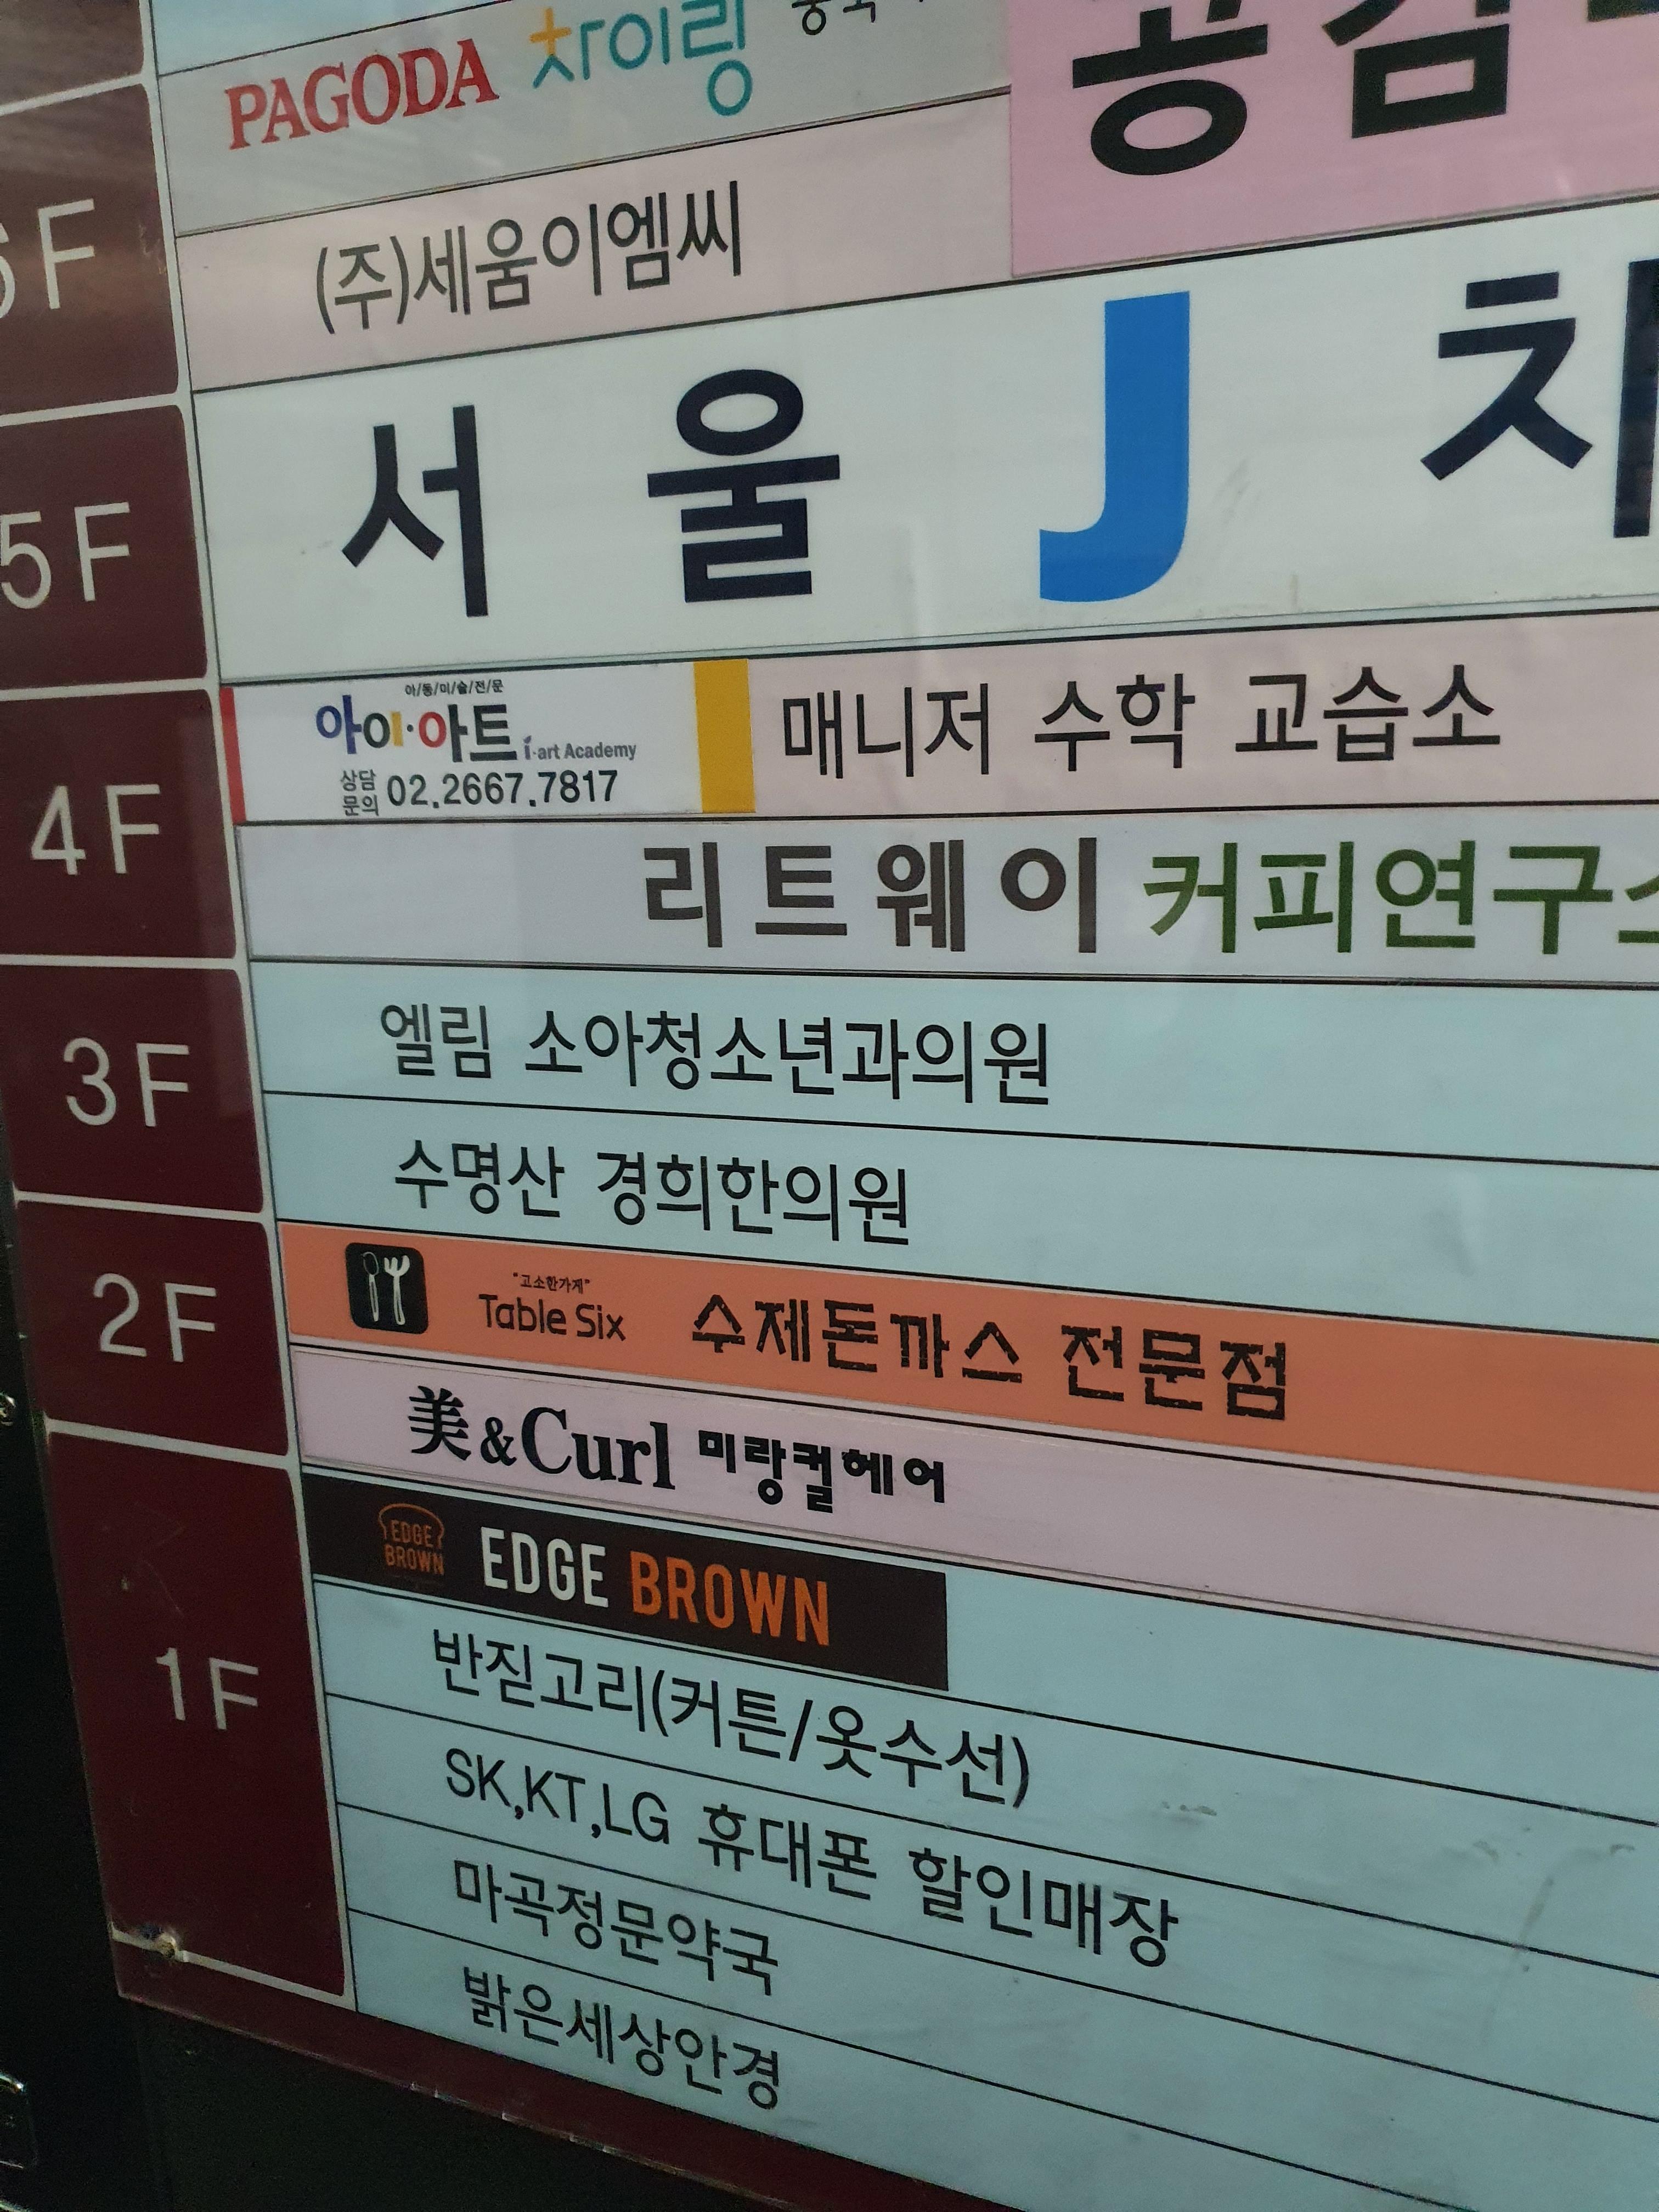 PAGODA 차이링
공감
6F
(주)세움이엠씨
5F
서울 J
4F
아/동/미/술/전/문
아이·아트 i·art Academy
상담문의 02.2667.7817
매니저 수학 교습소
리트웨이 커피연구소
3F
엘림 소아청소년과의원
수명산 경희한의원
2F
"고소한가게"
Table Six 수제돈까스 전문점
美&Curl 미랑컬헤어
1F
EDGE BROWN
EDGE BROWN
반짇고리(커튼/옷수선)
SK,KT,LG 휴대폰 할인매장
마곡정문약국
밝은세상안경